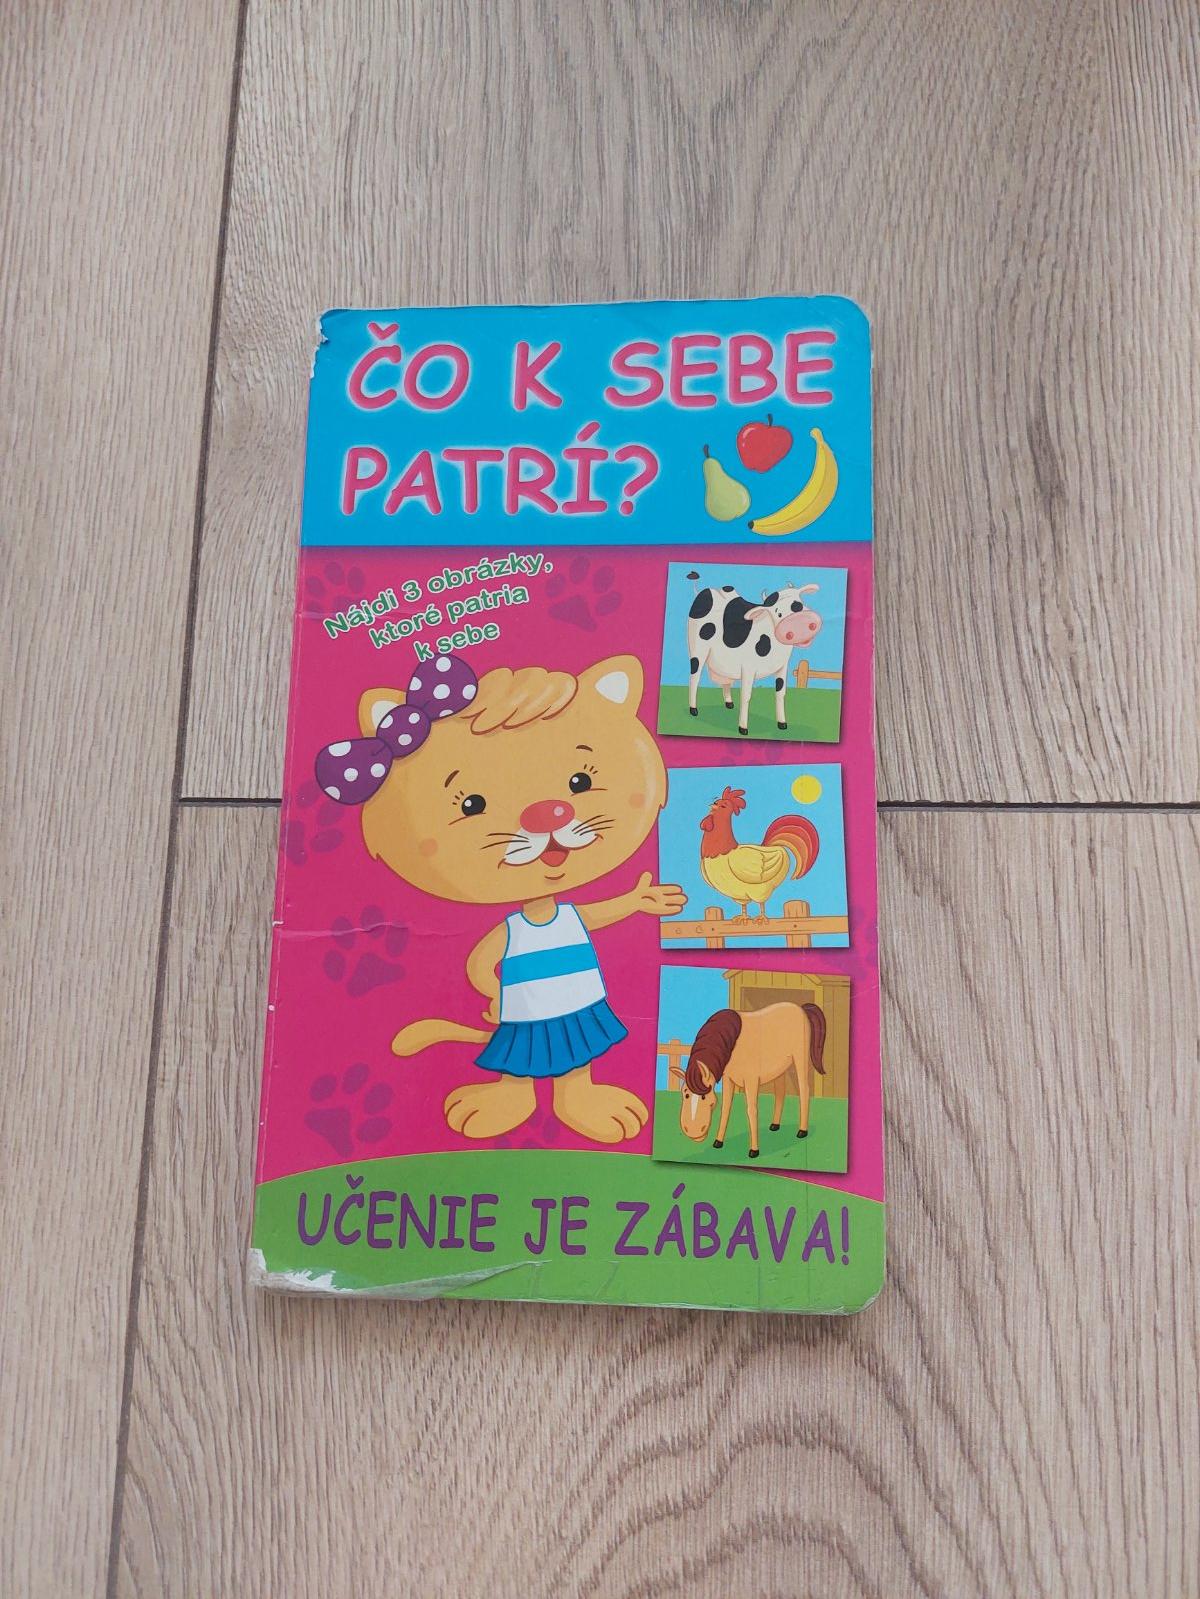 ČO K SEBE
PATRÍ?
Nájdi 3 obrázky,
ktoré patria
k sebe
UČENIE JE ZÁBAVA!